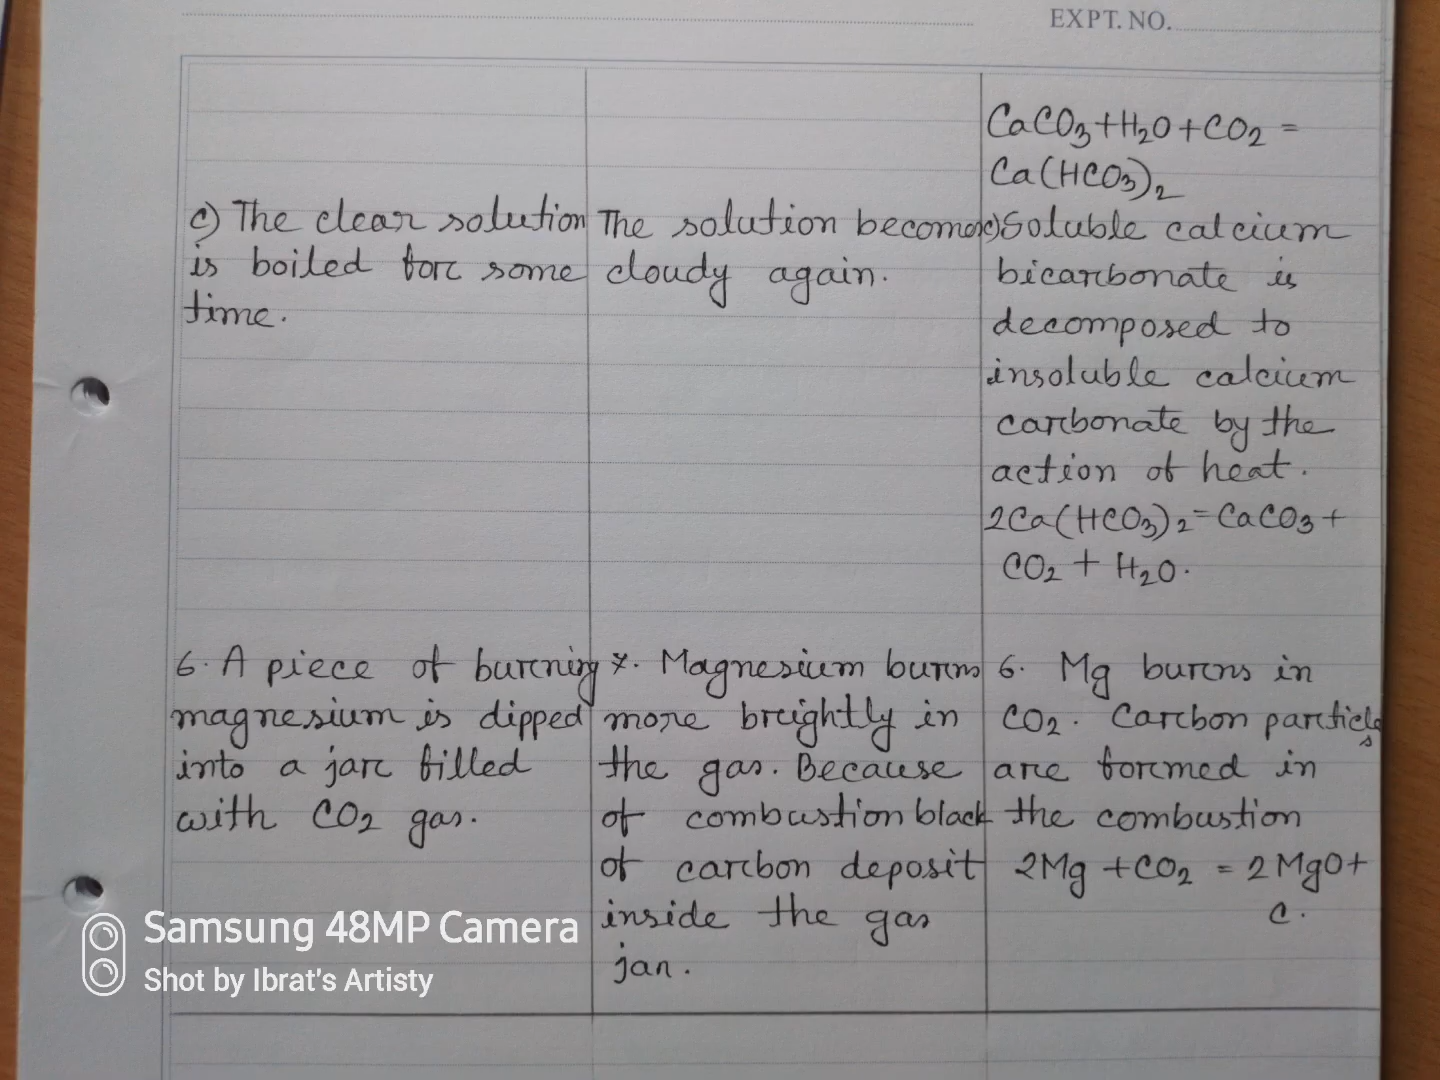 EXPT. NO.
CaCO₃+H₂O+CO₂ =
Ca(HCO₃)₂
c) The clear solution
is boiled for some
time.
The solution becomes
cloudy again.
c) Soluble calcium
bicarbonate is
decomposed to
insoluble calcium
carbonate by the
action of heat.
2Ca(HCO₃)₂=CaCO₃+
CO₂ + H₂O.
6. A piece of burning
magnesium is dipped
into a jar filled
with CO₂ gas.
Magnesium burns
more brightly in
the gas. Because
of combustion black
of carbon deposit
inside the gas
jar.
6. Mg burns in
CO₂. Carbon particles
are formed in
the combustion
2Mg +CO₂ = 2MgO+
C.
Samsung 48MP Camera
Shot by Ibrat's Artisty